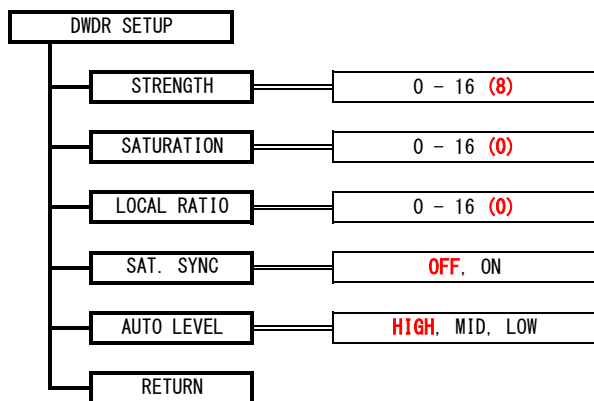 DWDR SETUP
STRENGTH 0 – 16 (8)
SATURATION 0 – 16 (0)
LOCAL RATIO 0 – 16 (0)
SAT. SYNC OFF, ON
AUTO LEVEL HIGH, MID, LOW
RETURN